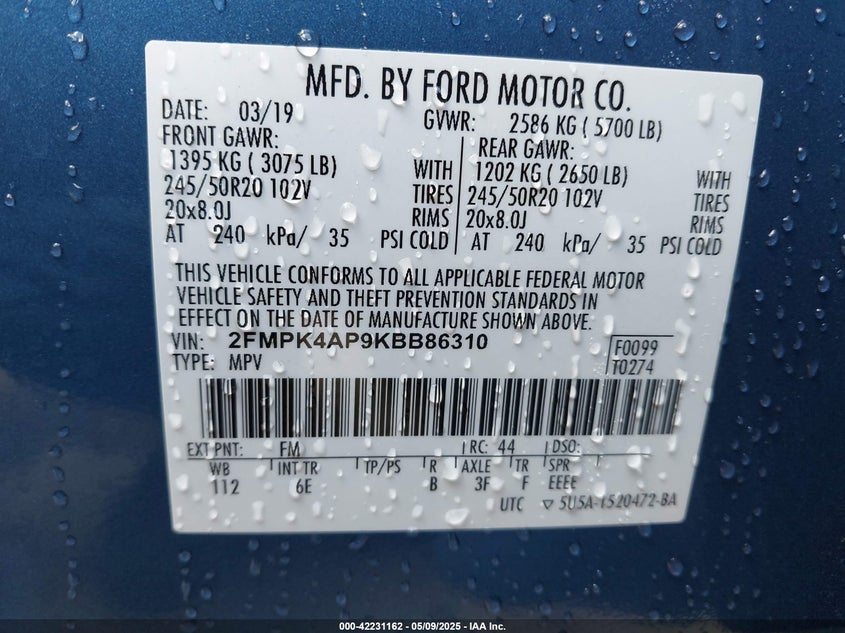 MFD. BY FORD MOTOR CO.
DATE: 03/19 GVWR: 2586 KG ( 5700 LB)
FRONT GAWR: REAR GAWR:
1395 KG ( 3075 LB) WITH 1202 KG ( 2650 LB) WITH
245/50R20 102V TIRES 245/50R20 102V TIRES
20x8.0J RIMS 20x8.0J RIMS
AT 240 kPa/ 35 PSI COLD AT 240 kPa/ 35 PSI COLD
THIS VEHICLE CONFORMS TO ALL APPLICABLE FEDERAL MOTOR
VEHICLE SAFETY AND THEFT PREVENTION STANDARDS IN
EFFECT ON THE DATE OF MANUFACTURE SHOWN ABOVE.
VIN: 2FMPK4AP9KBB86310 F0099
TYPE: MPV T0274
EXT PNT: FM RC: 44 DSO:
WB INT TR TP/PS R AXLE TR SPR
112 6E B 3F F EEEE
UTC ▽ 5U5A-1520472-BA
000-42231162 - 05/09/2025 - IAA Inc.